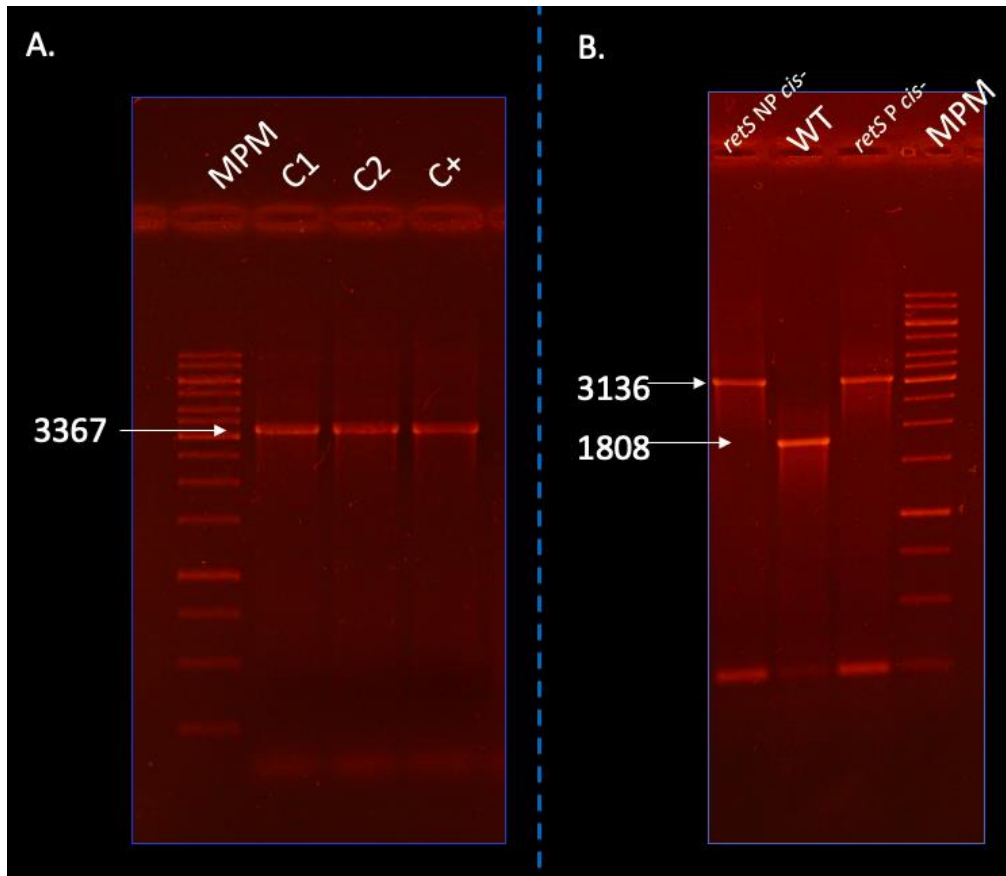 A.
MPM C1 C2 C+
3367
B.
retS NP cis- WT retS P cis- MPM
3136
1808